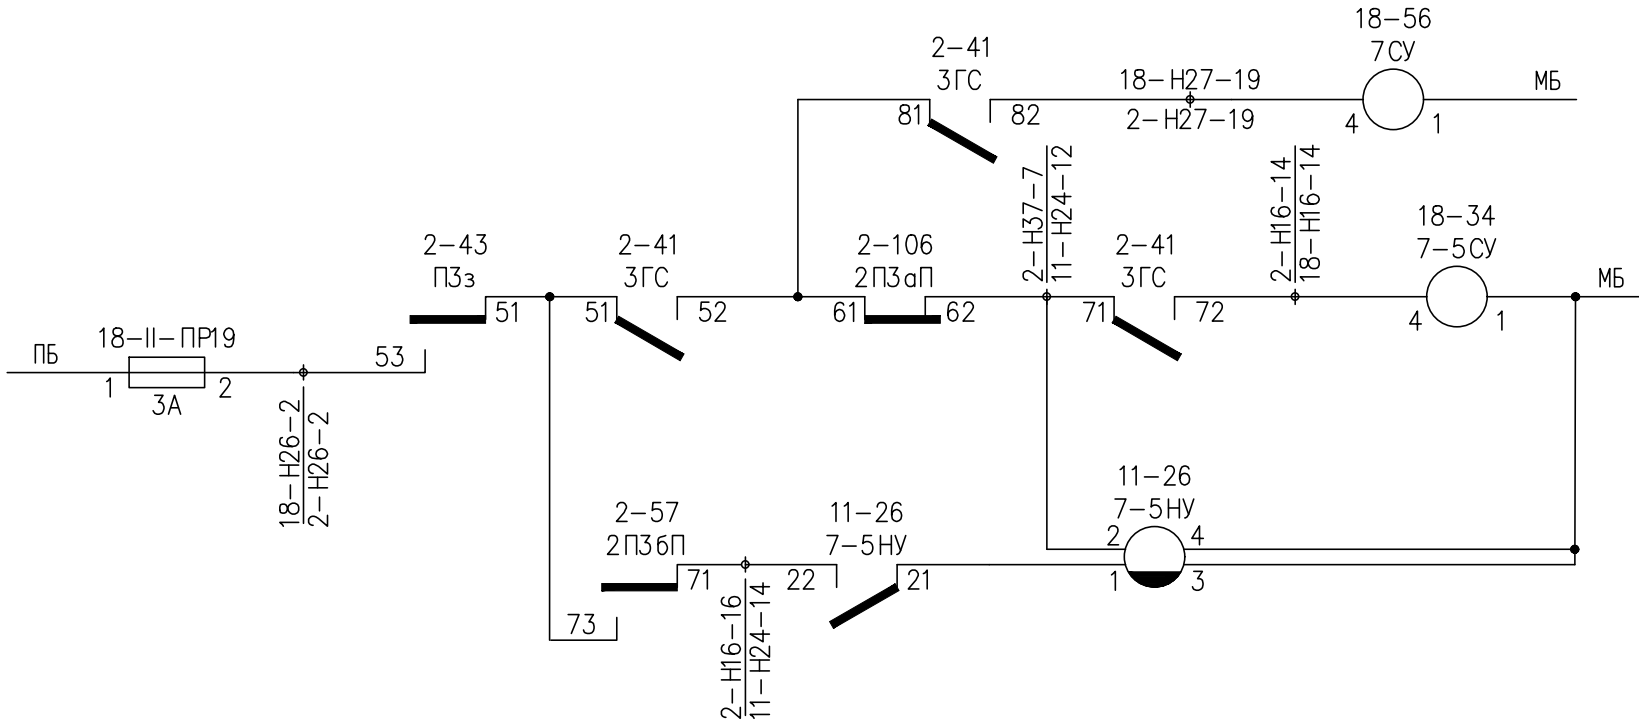 18-56
7СУ
2-41
3ГС
18-Н27-19
МБ
81
82
2-Н27-19
4
1
2-Н37-7
11-Н24-12
2-Н16-14
18-Н16-14
18-34
7-5СУ
2-43
П3з
2-41
3ГС
2-106
2П3аП
2-41
3ГС
МБ
51
51
52
61
62
71
72
4
1
18-II-ПР19
ПБ
53
1
2
3А
18-Н26-2
2-Н26-2
11-26
7-5НУ
2-57
2П3бП
11-26
7-5НУ
2
4
71
22
21
1
3
73
2-Н16-16
11-Н24-14